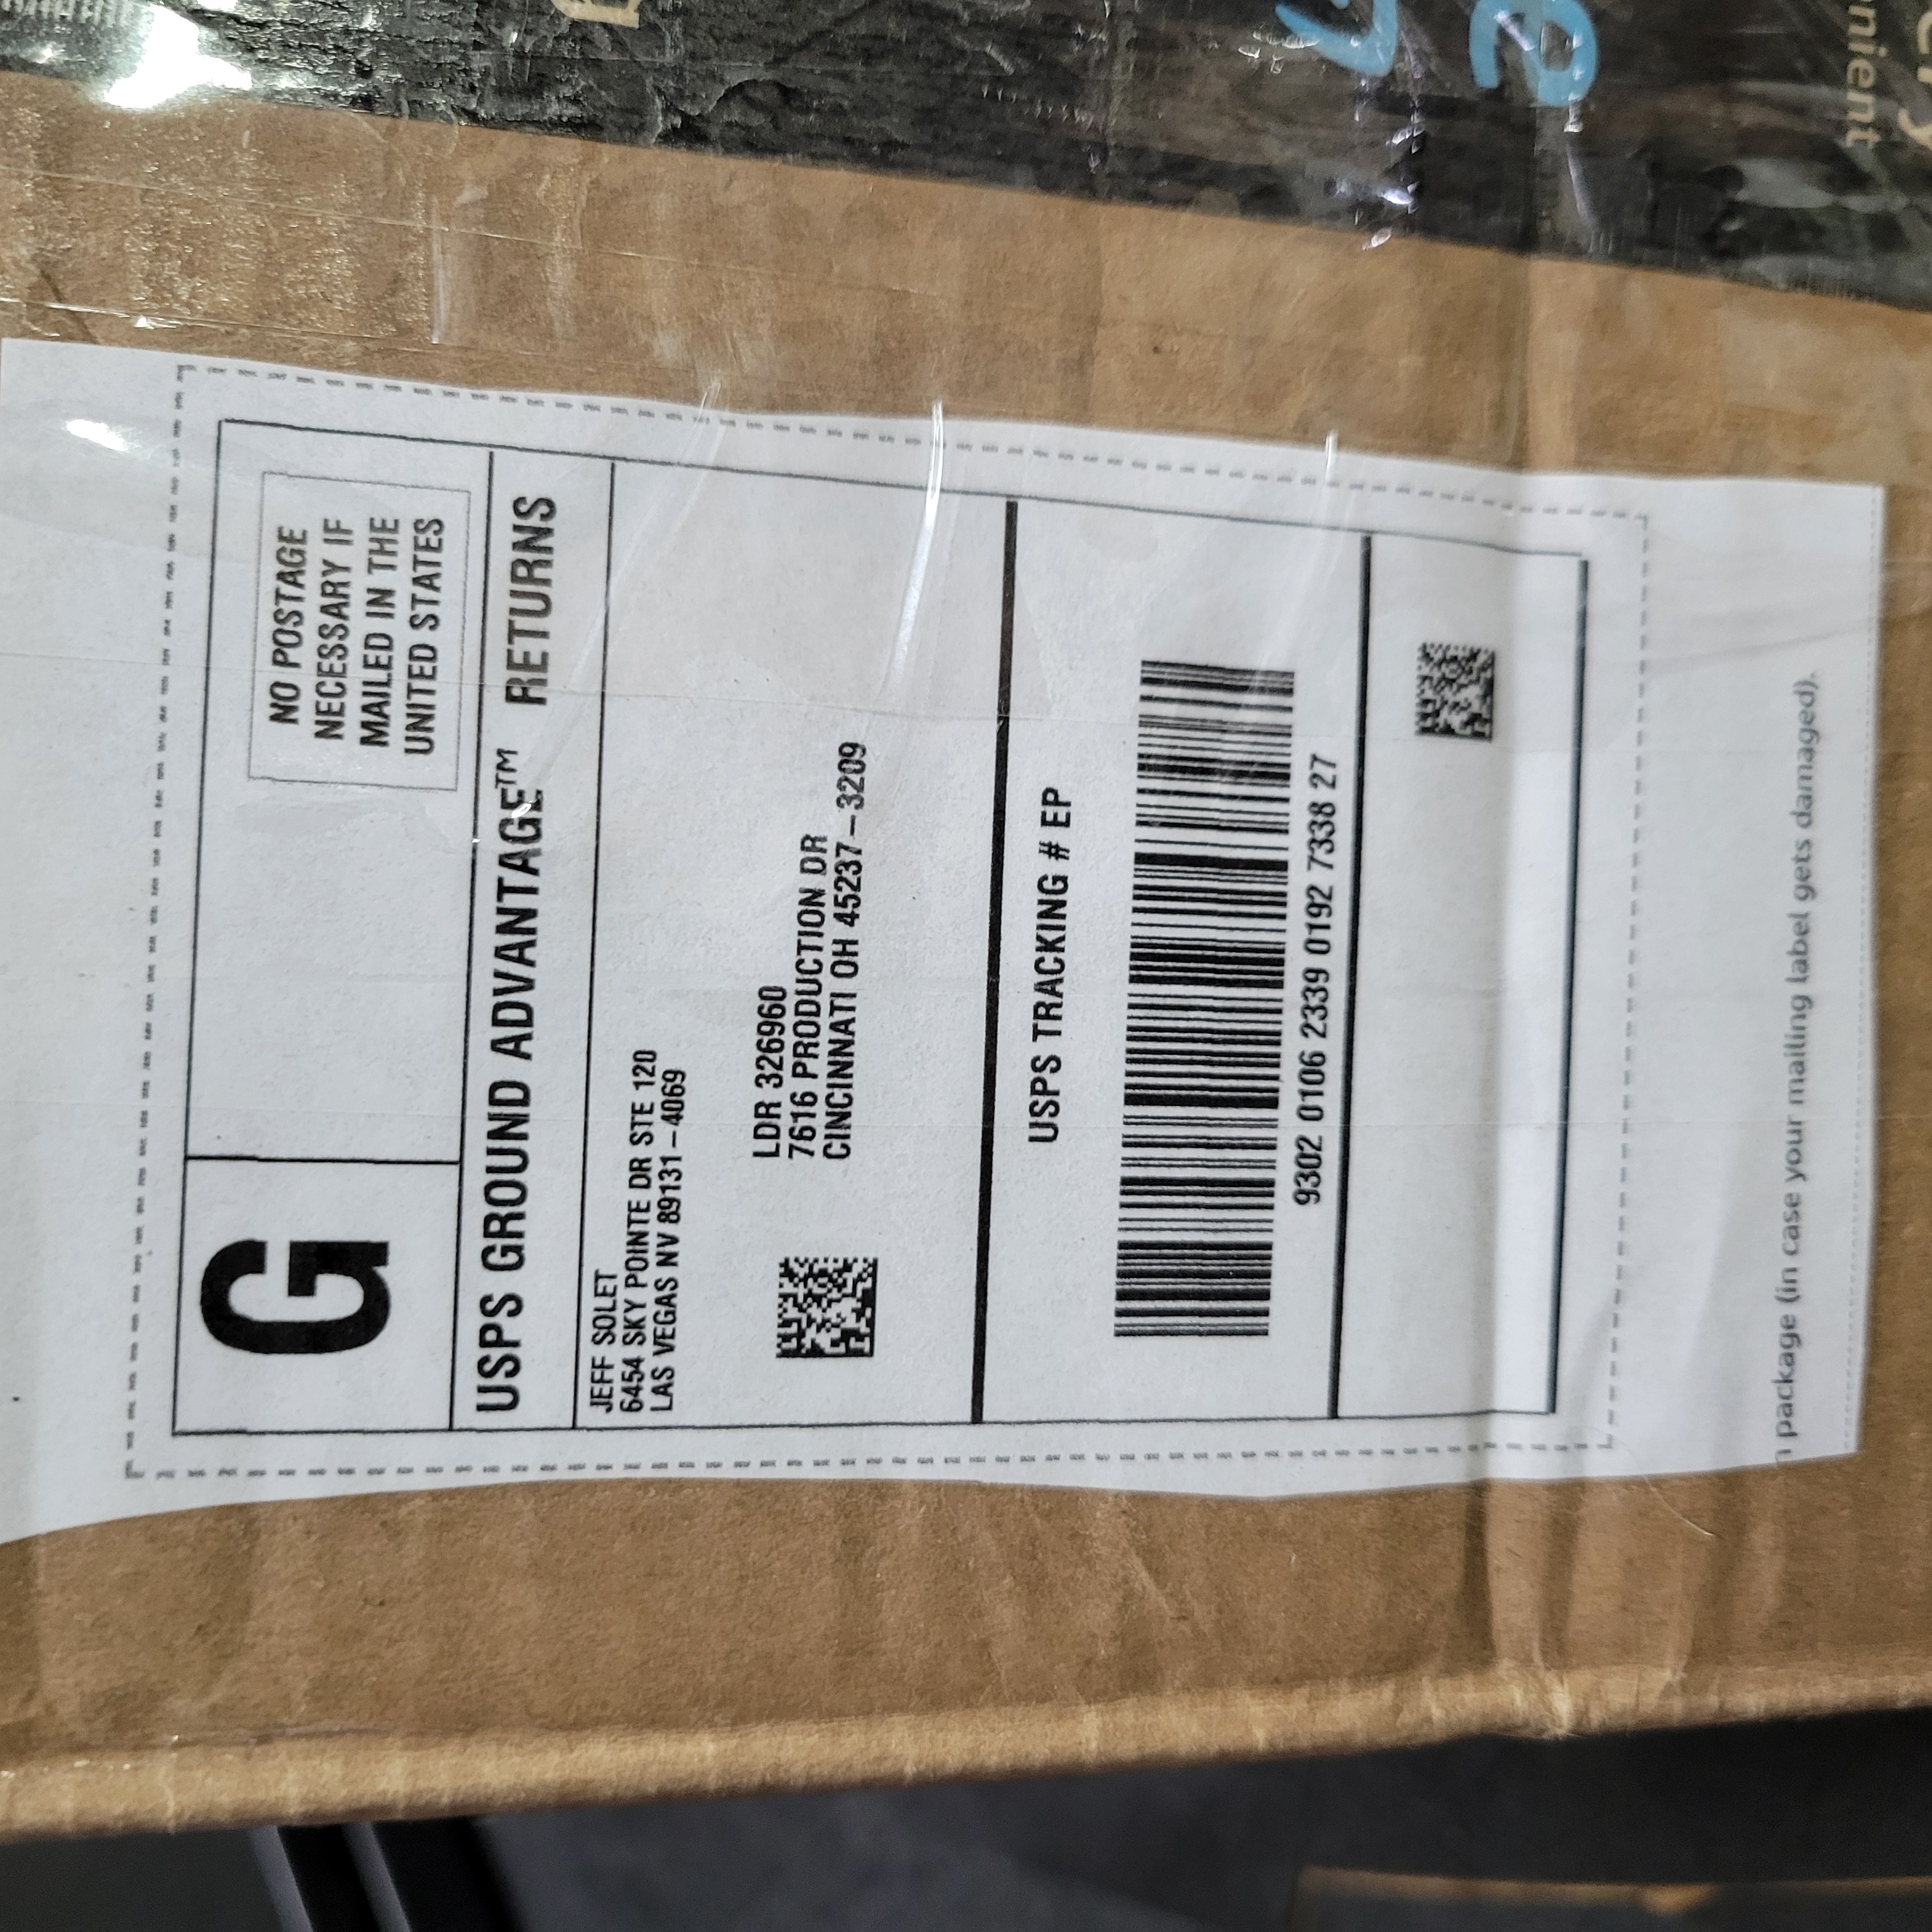 G
NO POSTAGE
NECESSARY IF
MAILED IN THE
UNITED STATES
USPS GROUND ADVANTAGE™ RETURNS
JEFF SOLET
6454 SKY POINTE DR STE 120
LAS VEGAS NV 89131-4069
LDR 326960
7616 PRODUCTION DR
CINCINNATI OH 45237-3209
USPS TRACKING # EP
9302 0106 2339 0192 7338 27
package (in case your mailing label gets damaged).